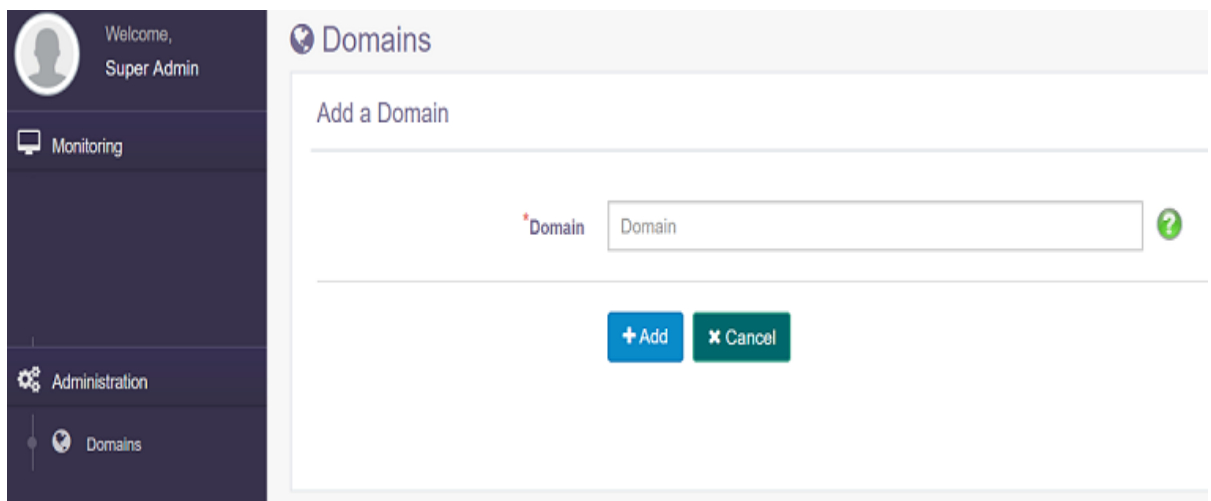 Welcome,
Super Admin
Monitoring
Administration
Domains
Domains
Add a Domain
*Domain
Domain
+ Add
× Cancel